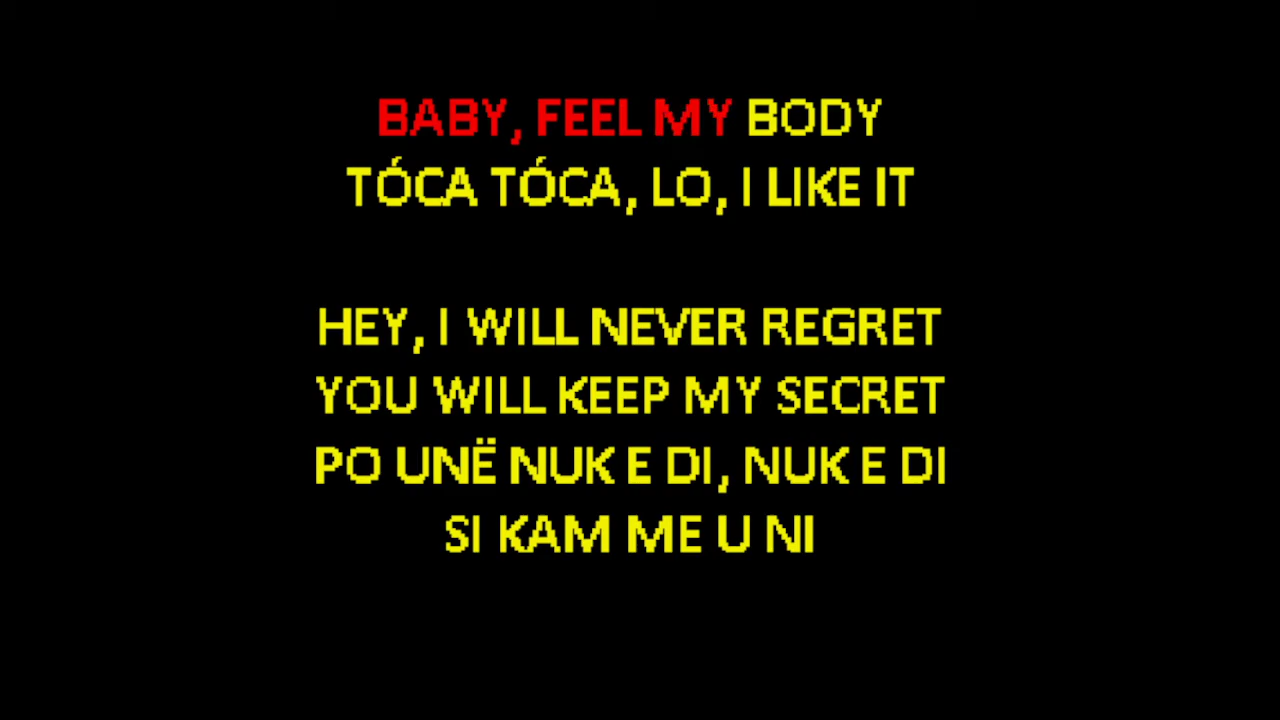 BABY, FEEL MY BODY
TÓCA TÓCA, LO, I LIKE IT
HEY, I WILL NEVER REGRET
YOU WILL KEEP MY SECRET
PO UNË NUK E DI, NUK E DI
SI KAM ME U NI